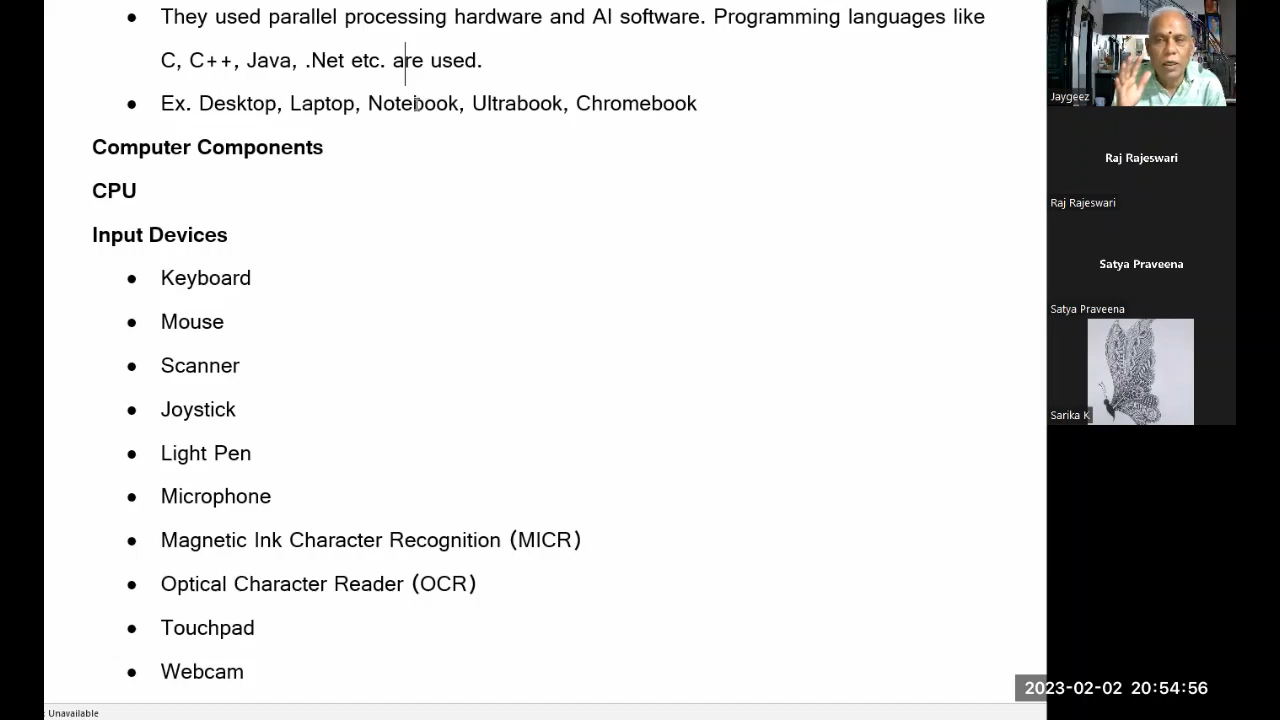 They used parallel processing hardware and AI software. Programming languages like
C, C++, Java, .Net etc. are used.
Ex. Desktop, Laptop, Notebook, Ultrabook, Chromebook
Computer Components
CPU
Input Devices
Keyboard
Mouse
Scanner
Joystick
Light Pen
Microphone
Magnetic Ink Character Recognition (MICR)
Optical Character Reader (OCR)
Touchpad
Webcam
Unavailable
Jaygeez
Raj Rajeswari
Raj Rajeswari
Satya Praveena
Satya Praveena
Sarika K
2023-02-02 20:54:56